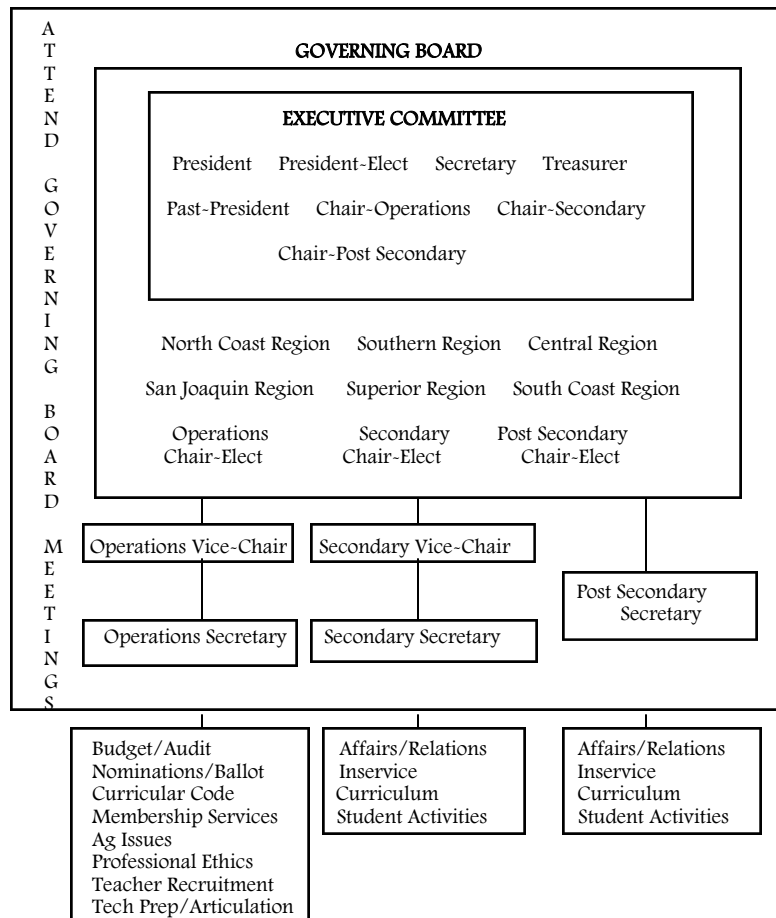 ATTEND GOVERNING BOARD MEETINGS
GOVERNING BOARD
EXECUTIVE COMMITTEE
President President-Elect Secretary Treasurer
Past-President Chair-Operations Chair-Secondary
Chair-Post Secondary
North Coast Region Southern Region Central Region
San Joaquin Region Superior Region South Coast Region
Operations Secondary Post Secondary
Chair-Elect Chair-Elect Chair-Elect
Operations Vice-Chair Secondary Vice-Chair
Post Secondary
Secretary
Operations Secretary Secondary Secretary
Budget/Audit
Nominations/Ballot
Curricular Code
Membership Services
Ag Issues
Professional Ethics
Teacher Recruitment
Tech Prep/Articulation
Affairs/Relations
Inservice
Curriculum
Student Activities
Affairs/Relations
Inservice
Curriculum
Student Activities